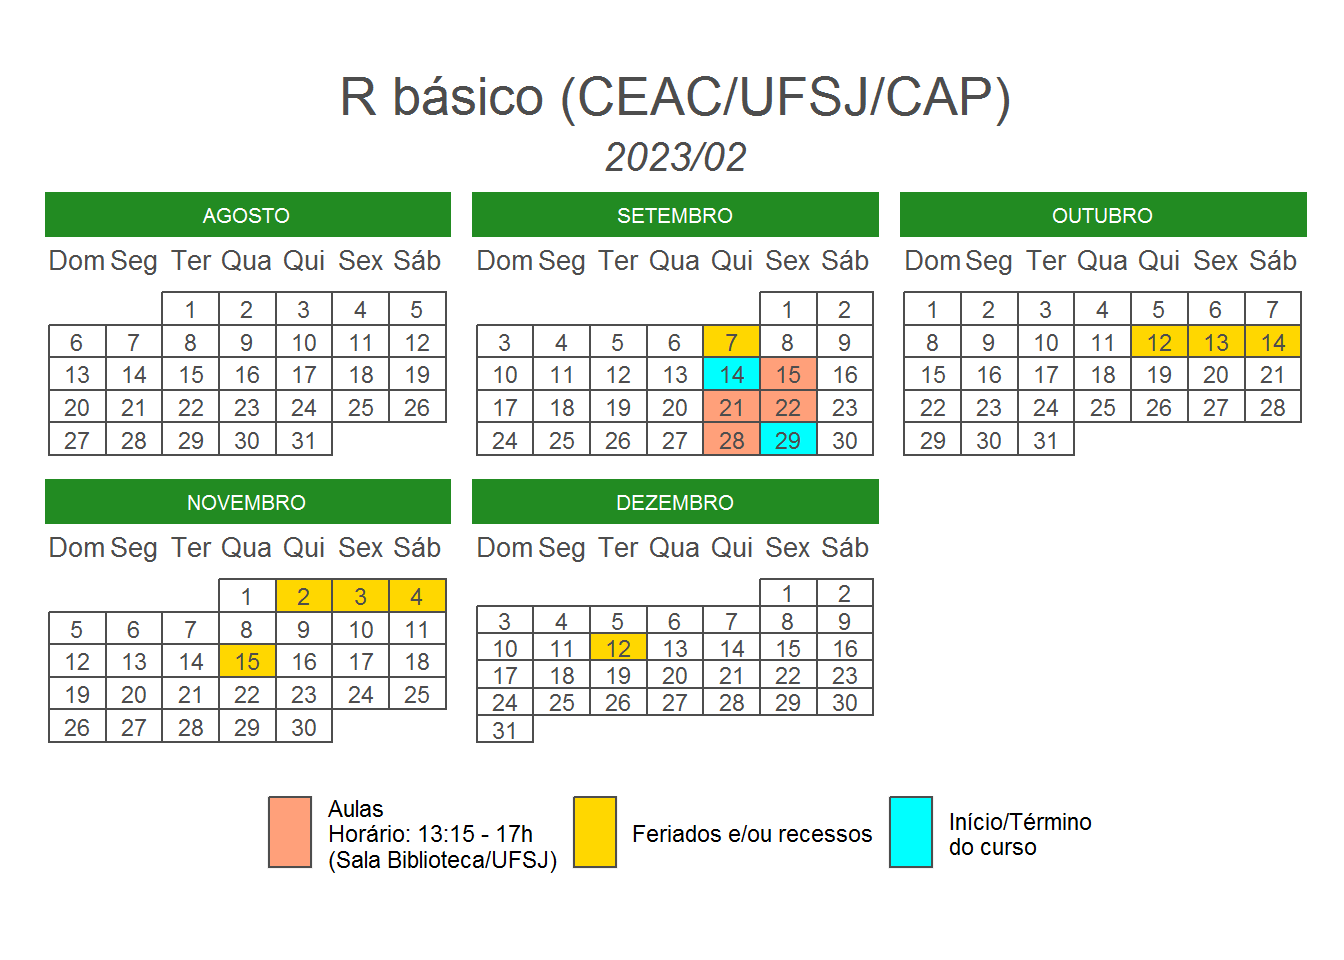 R básico (CEAC/UFSJ/CAP)
2023/02
AGOSTO
Dom Seg Ter Qua Qui Sex Sáb
1 2 3 4 5
6 7 8 9 10 11 12
13 14 15 16 17 18 19
20 21 22 23 24 25 26
27 28 29 30 31
SETEMBRO
Dom Seg Ter Qua Qui Sex Sáb
1 2
3 4 5 6 7 8 9
10 11 12 13 14 15 16
17 18 19 20 21 22 23
24 25 26 27 28 29 30
OUTUBRO
Dom Seg Ter Qua Qui Sex Sáb
1 2 3 4 5 6 7
8 9 10 11 12 13 14
15 16 17 18 19 20 21
22 23 24 25 26 27 28
29 30 31
NOVEMBRO
Dom Seg Ter Qua Qui Sex Sáb
1 2 3 4
5 6 7 8 9 10 11
12 13 14 15 16 17 18
19 20 21 22 23 24 25
26 27 28 29 30
DEZEMBRO
Dom Seg Ter Qua Qui Sex Sáb
1 2
3 4 5 6 7 8 9
10 11 12 13 14 15 16
17 18 19 20 21 22 23
24 25 26 27 28 29 30
31
Aulas
Horário: 13:15 - 17h
(Sala Biblioteca/UFSJ)
Feriados e/ou recessos
Início/Término
do curso